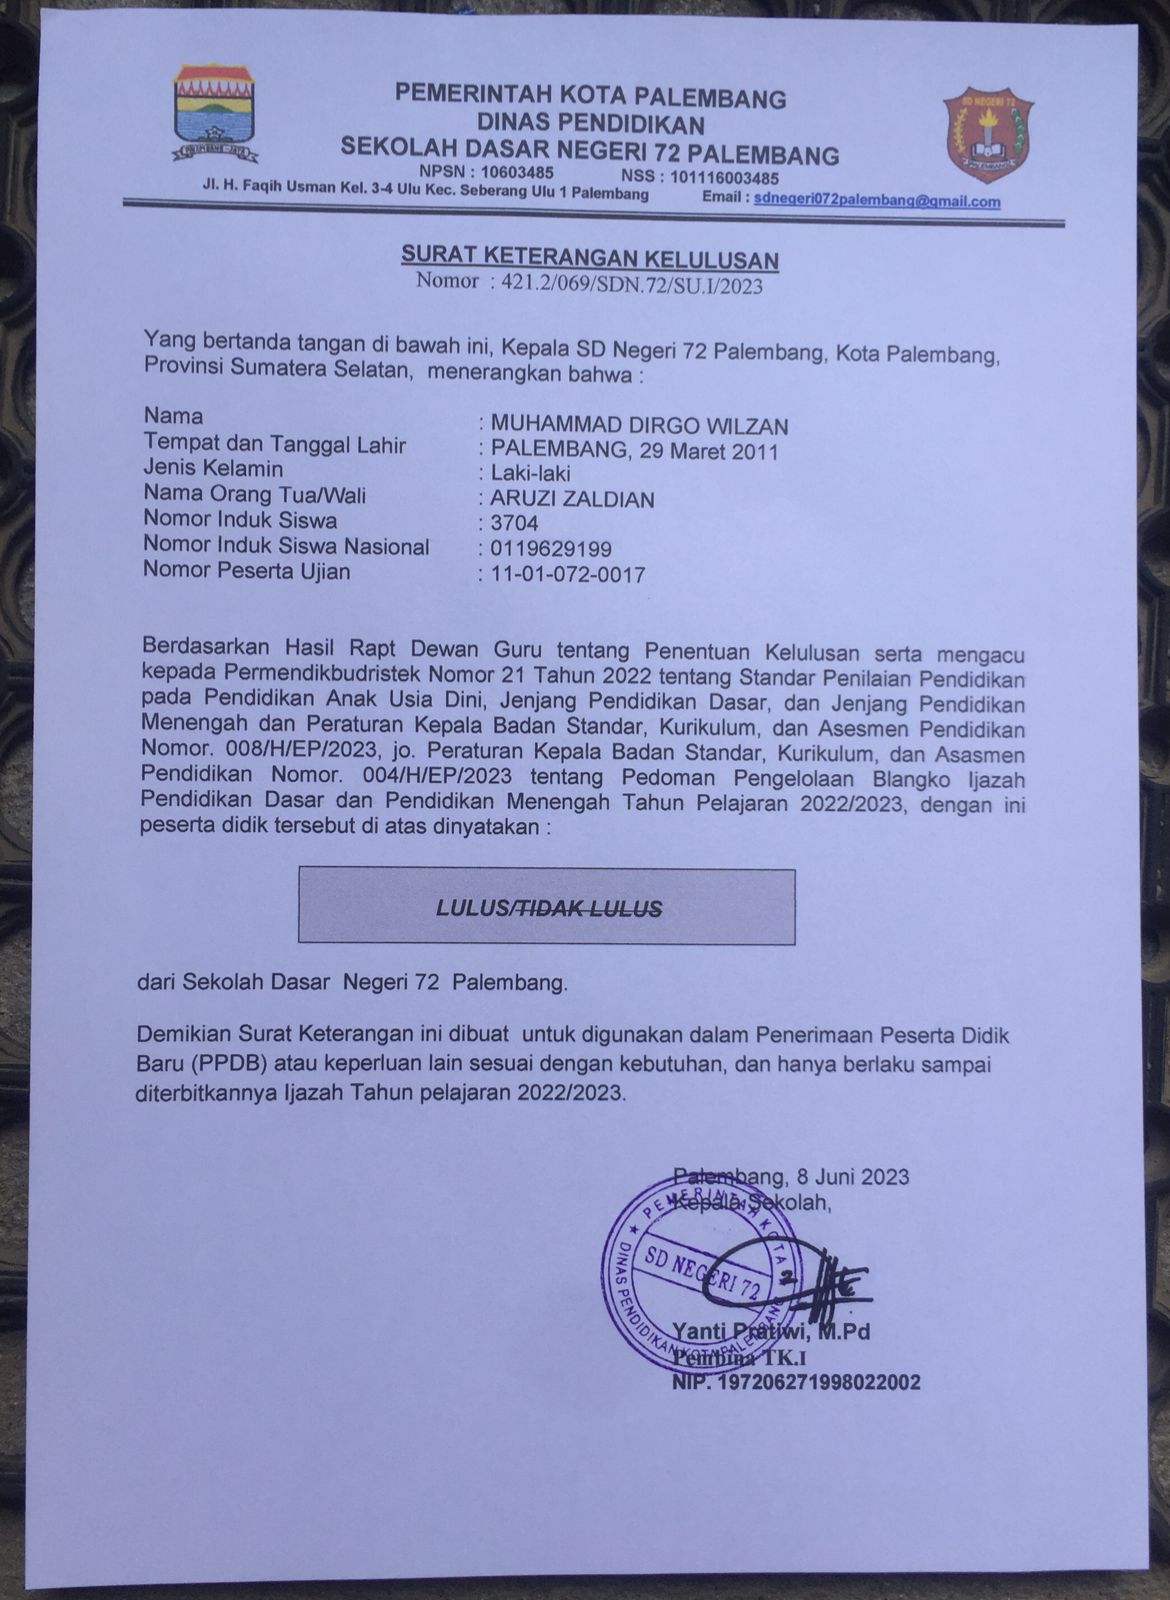 PEMERINTAH KOTA PALEMBANG
DINAS PENDIDIKAN
SEKOLAH DASAR NEGERI 72 PALEMBANG
NPSN : 10603485 NSS : 101116003485
Jl. H. Faqih Usman Kel. 3-4 Ulu Kec. Seberang Ulu 1 Palembang Email : sdnegeri072palembang@gmail.com
PALEMBANG-JAYA
SD NEGERI 72
PALEMBANG
SURAT KETERANGAN KELULUSAN
Nomor : 421.2/069/SDN.72/SU.I/2023
Yang bertanda tangan di bawah ini, Kepala SD Negeri 72 Palembang, Kota Palembang,
Provinsi Sumatera Selatan, menerangkan bahwa :
Nama : MUHAMMAD DIRGO WILZAN
Tempat dan Tanggal Lahir : PALEMBANG, 29 Maret 2011
Jenis Kelamin : Laki-laki
Nama Orang Tua/Wali : ARUZI ZALDIAN
Nomor Induk Siswa : 3704
Nomor Induk Siswa Nasional : 0119629199
Nomor Peserta Ujian : 11-01-072-0017
Berdasarkan Hasil Rapt Dewan Guru tentang Penentuan Kelulusan serta mengacu
kepada Permendikbudristek Nomor 21 Tahun 2022 tentang Standar Penilaian Pendidikan
pada Pendidikan Anak Usia Dini, Jenjang Pendidikan Dasar, dan Jenjang Pendidikan
Menengah dan Peraturan Kepala Badan Standar, Kurikulum, dan Asesmen Pendidikan
Nomor. 008/H/EP/2023, jo. Peraturan Kepala Badan Standar, Kurikulum, dan Asasmen
Pendidikan Nomor. 004/H/EP/2023 tentang Pedoman Pengelolaan Blangko Ijazah
Pendidikan Dasar dan Pendidikan Menengah Tahun Pelajaran 2022/2023, dengan ini
peserta didik tersebut di atas dinyatakan :
LULUS/TIDAK LULUS
dari Sekolah Dasar Negeri 72 Palembang.
Demikian Surat Keterangan ini dibuat untuk digunakan dalam Penerimaan Peserta Didik
Baru (PPDB) atau keperluan lain sesuai dengan kebutuhan, dan hanya berlaku sampai
diterbitkannya Ijazah Tahun pelajaran 2022/2023.
Palembang, 8 Juni 2023
Kepala Sekolah,
PEMERINTAH KOTA
SD NEGERI 72
DINAS PENDIDIKAN KOTA PALEMBANG
Yanti Pratiwi, M.Pd
Pembina TK.I
NIP. 197206271998022002